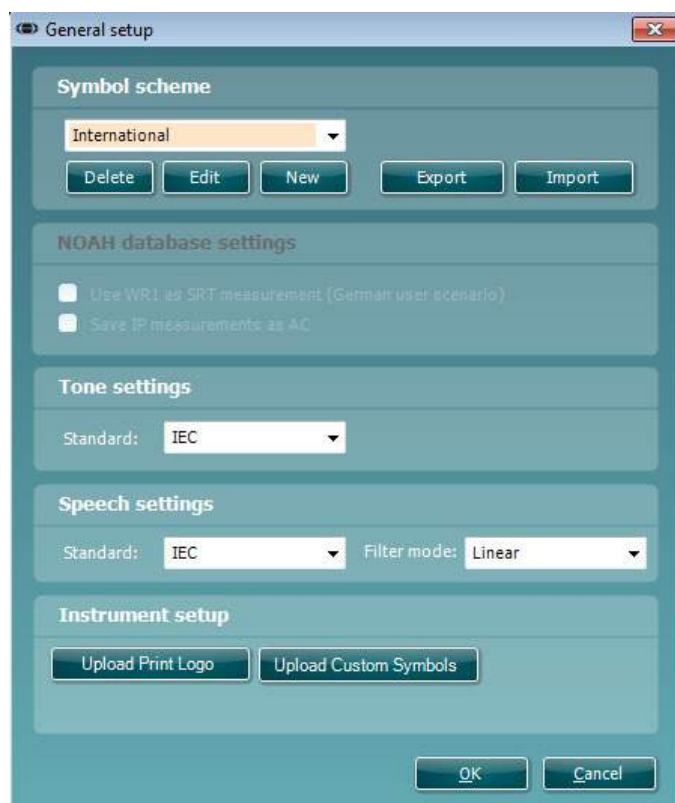 General setup
Symbol scheme
International
Delete Edit New Export Import
NOAH database settings
Use WR1 as SRT measurement (German user scenario)
Save IP measurements as AC
Tone settings
Standard: IEC
Speech settings
Standard: IEC Filter mode: Linear
Instrument setup
Upload Print Logo Upload Custom Symbols
OK Cancel